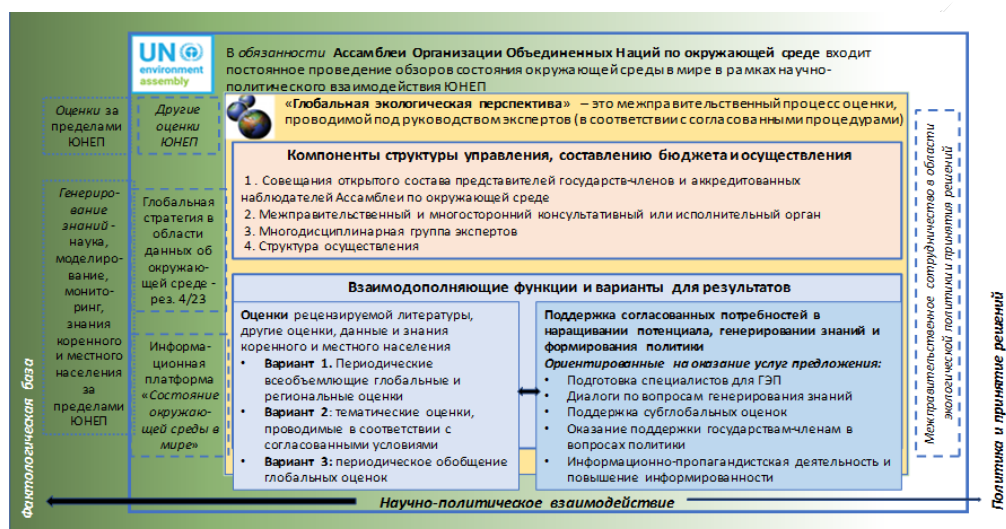 UN
environment
assembly
В обязанности Ассамблеи Организации Объединенных Наций по окружающей среде входит
постоянное проведение обзоров состояния окружающей среды в мире в рамках научно-
политического взаимодействия ЮНЕП
Оценки за
пределами
ЮНЕП
Другие
оценки
ЮНЕП
«Глобальная экологическая перспектива» – это межправительственный процесс оценки,
проводимой под руководством экспертов (в соответствии с согласованными процедурами)
Компоненты структуры управления, составлению бюджета и осуществления
1. Совещания открытого состава представителей государств-членов и аккредитованных
наблюдателей Ассамблеи по окружающей среде
2. Межправительственный и многосторонний консультативный или исполнительный орган
3. Многодисциплинарная группа экспертов
4. Структура осуществления
Генериро-
вание
знаний -
наука,
моделиро-
вание,
монито-
ринг,
знания
коренного
и местного
населения
за
пределами
ЮНЕП
Глобальная
стратегия в
области
данных об
окружаю-
щей среде -
рез. 4/23
Информа-
ционная
платформа
«Состояние
окружаю-
щей среды в
мире»
Взаимодополняющие функции и варианты для результатов
Оценки рецензируемой литературы,
другие оценки, данные и знания
коренного и местного населения
• Вариант 1. Периодические
всеобъемлющие глобальные и
региональные оценки
• Вариант 2: тематические оценки,
проводимые в соответствии с
согласованными условиями
• Вариант 3: периодическое обобщение
глобальных оценок
Поддержка согласованных потребностей в
наращивании потенциала, генерировании знаний и
формирования политики
Ориентированные на оказание услуг предложения:
• Подготовка специалистов для ГЭП
• Диалоги по вопросам генерирования знаний
• Поддержка субглобальных оценок
• Оказание поддержки государствам-членам в
вопросах политики
• Информационно-пропагандистская деятельность и
повышение информированности
Межправительственное сотрудничество в области
экологической политики и принятия решений
Фактологическая база
Научно-политическое взаимодействие
Политика и принятие решений